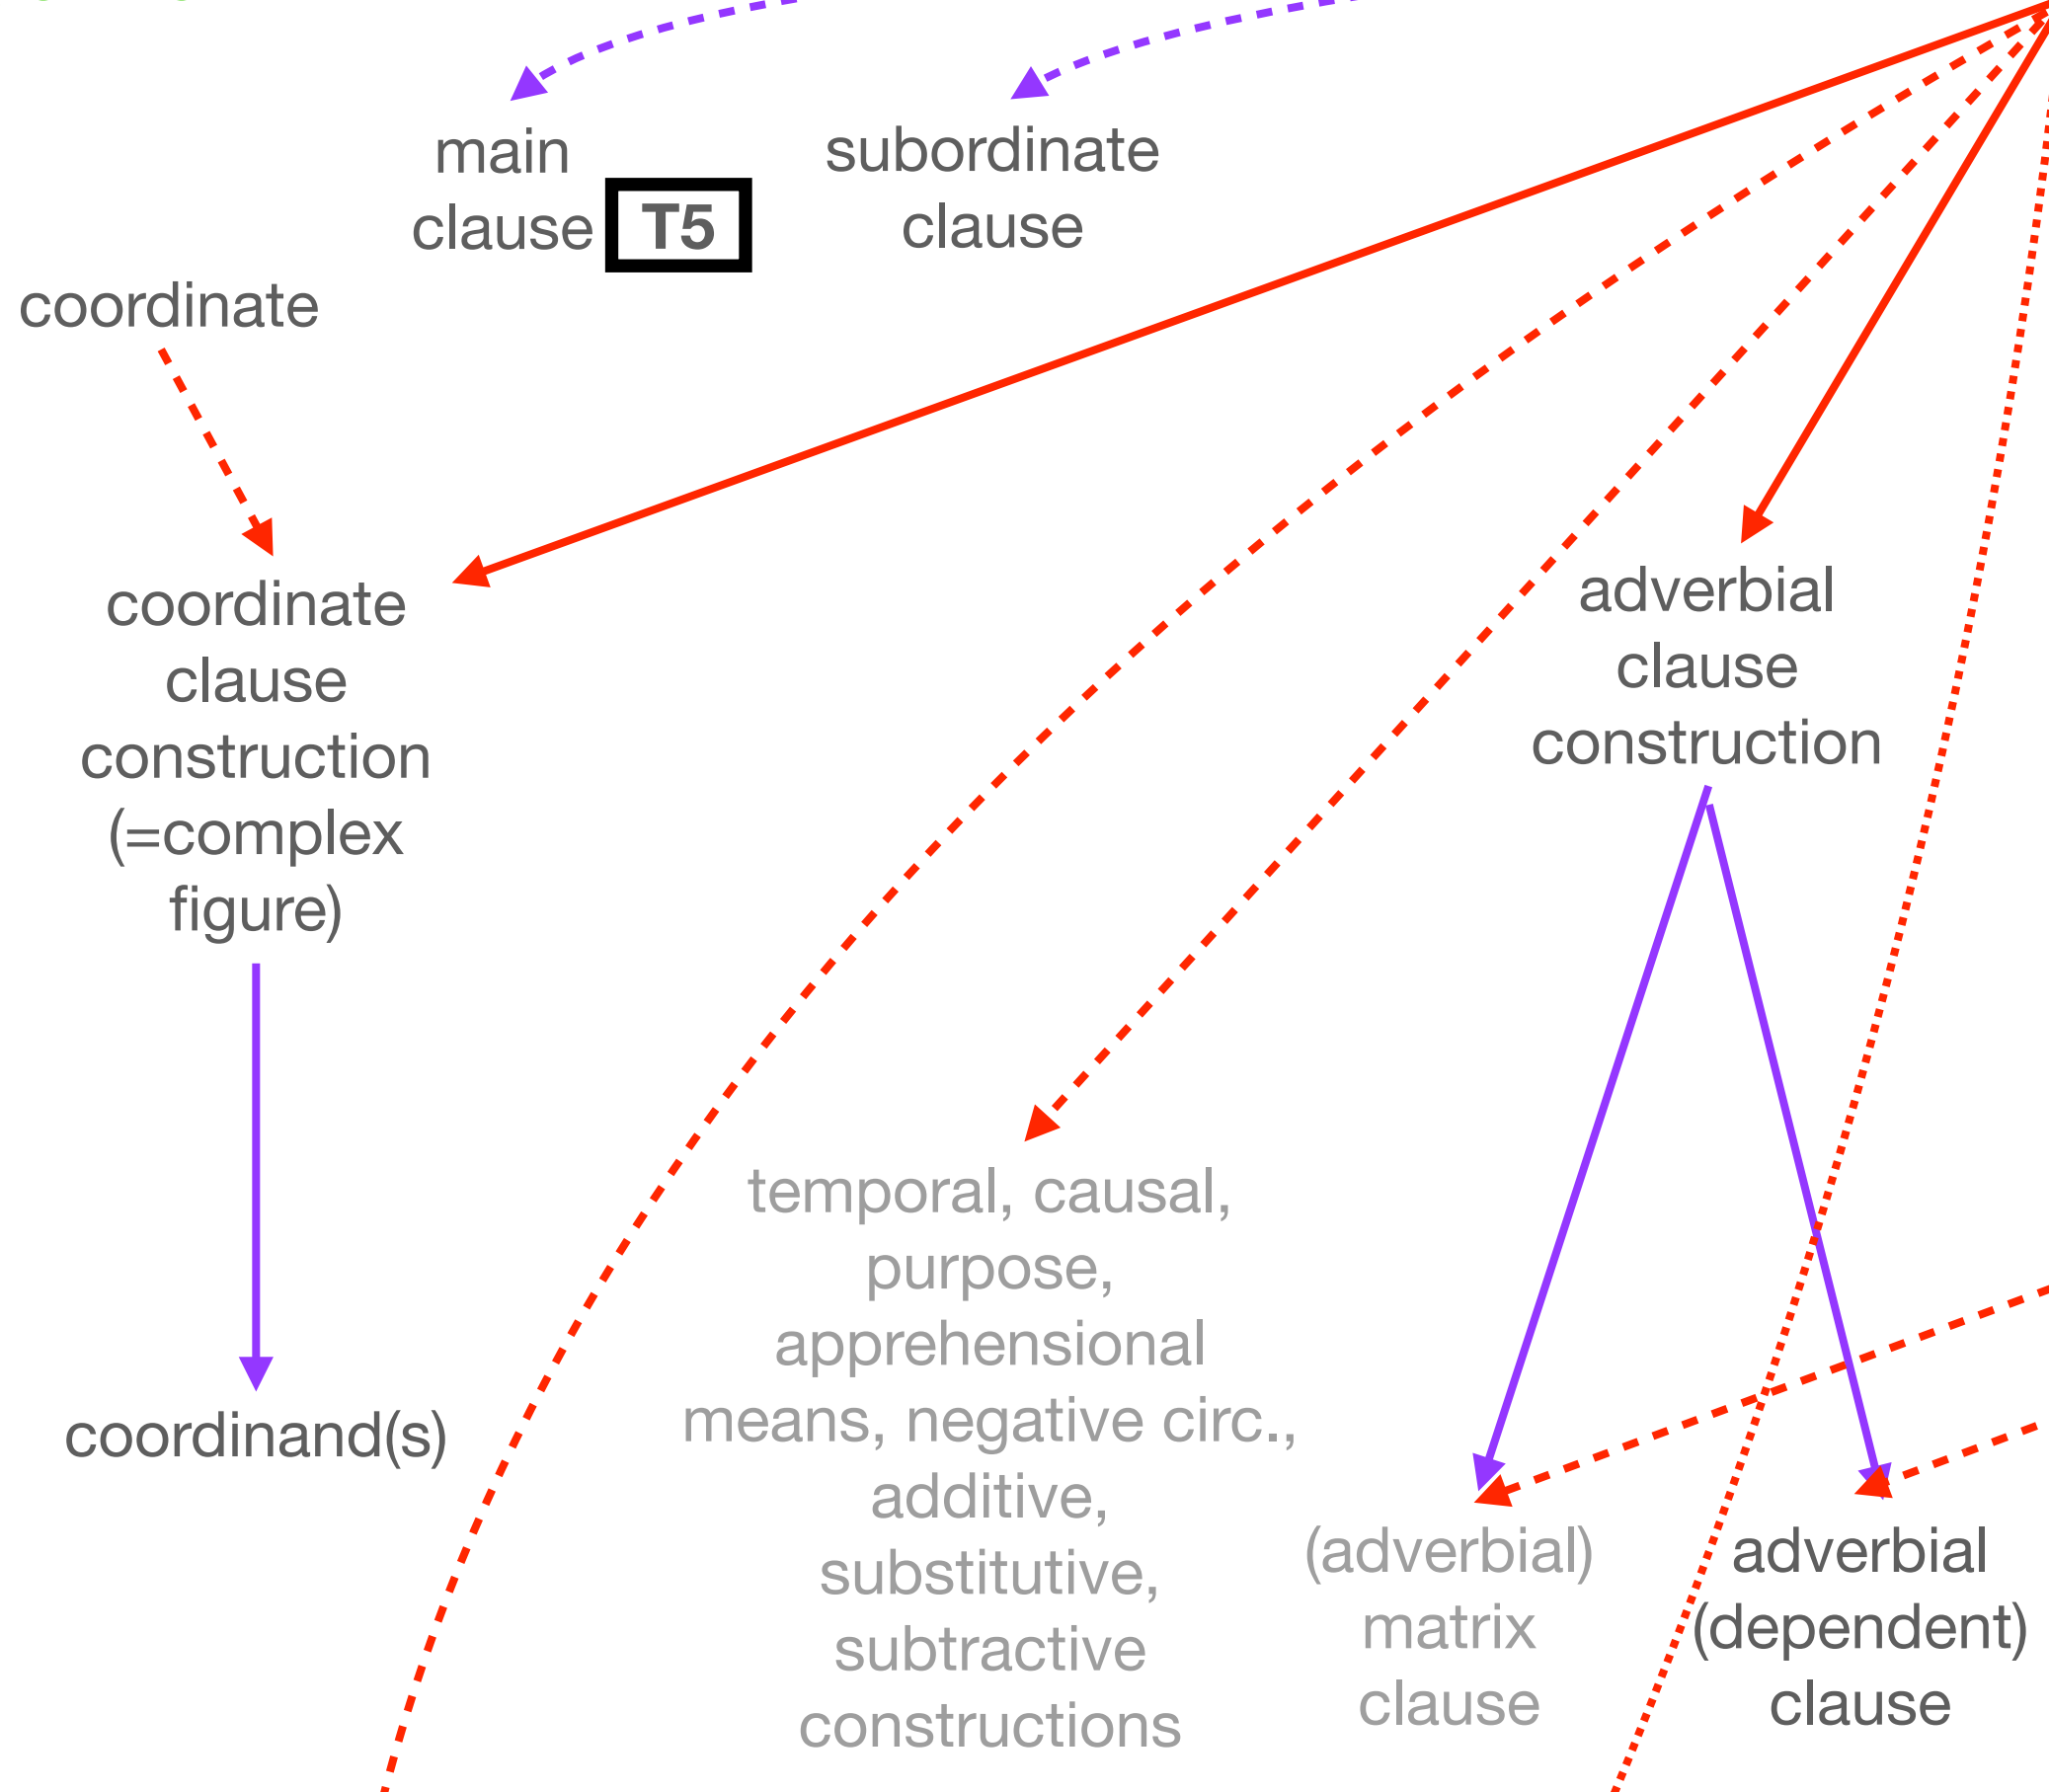 main
clause
T5
subordinate
clause
coordinate
coordinate
clause
construction
(=complex
figure)
adverbial
clause
construction
temporal, causal,
purpose,
apprehensional
means, negative circ.,
additive,
substitutive,
subtractive
constructions
coordinand(s)
(adverbial)
matrix
clause
adverbial
(dependent)
clause